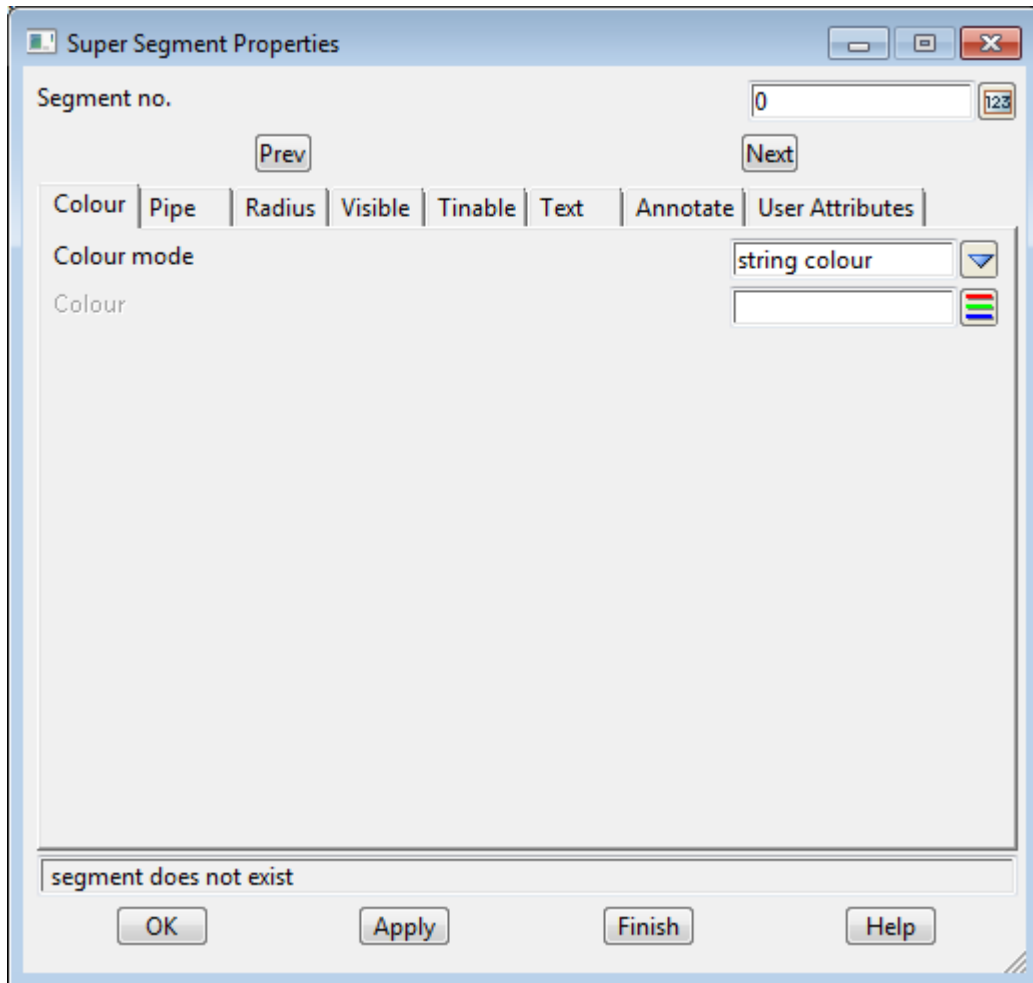 Super Segment Properties
Segment no. 0 123
Prev Next
Colour Pipe Radius Visible Tinable Text Annotate User Attributes
Colour mode string colour
Colour
segment does not exist
OK Apply Finish Help